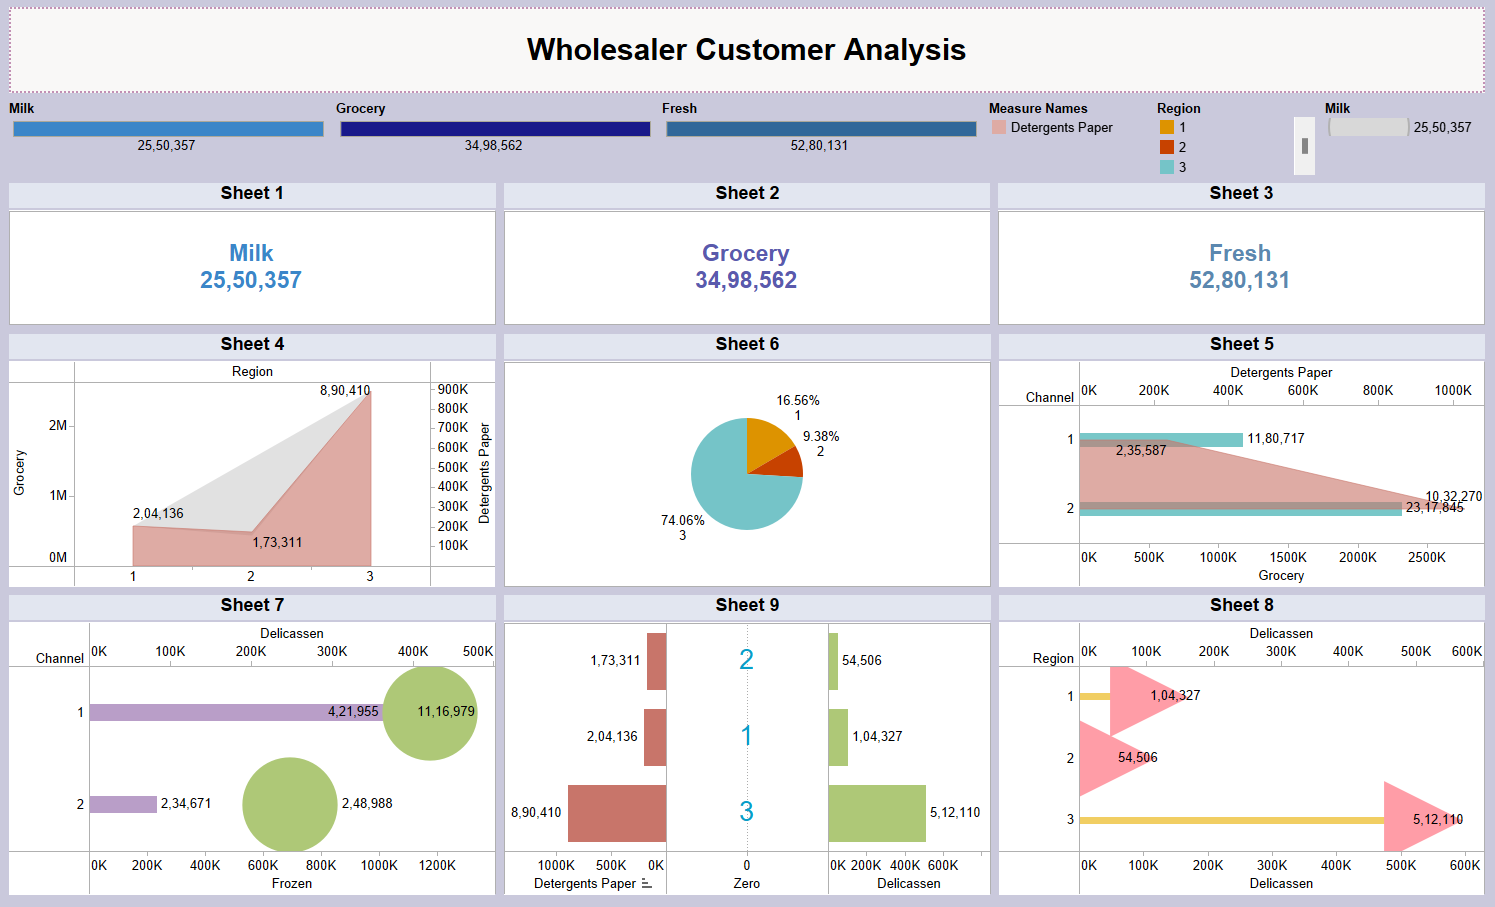 Wholesaler Customer Analysis
Milk
25,50,357
Grocery
34,98,562
Fresh
52,80,131
Measure Names
Detergents Paper
Region
1
2
3
Milk
25,50,357
Sheet 1
Milk
25,50,357
Sheet 2
Grocery
34,98,562
Sheet 3
Fresh
52,80,131
Sheet 4
Region
8,90,410
2,04,136
1,73,311
2M
1M
0M
Grocery
900K
800K
700K
600K
500K
400K
300K
200K
100K
Detergents Paper
1 2 3
Sheet 6
16.56%
1
9.38%
2
74.06%
3
Sheet 5
Detergents Paper
Channel
0K 200K 400K 600K 800K 1000K
1
11,80,717
2,35,587
10,32,270
2
23,17,845
0K 500K 1000K 1500K 2000K 2500K
Grocery
Sheet 7
Delicassen
Channel
0K 100K 200K 300K 400K 500K
1
4,21,955
11,16,979
2
2,34,671
2,48,988
0K 200K 400K 600K 800K 1000K 1200K
Frozen
Sheet 9
1,73,311
2
54,506
2,04,136
1
1,04,327
8,90,410
3
5,12,110
1000K 500K 0K
Detergents Paper
0
Zero
0K 200K 400K 600K
Delicassen
Sheet 8
Delicassen
Region
0K 100K 200K 300K 400K 500K 600K
1
1,04,327
2
54,506
3
5,12,110
0K 100K 200K 300K 400K 500K 600K
Delicassen